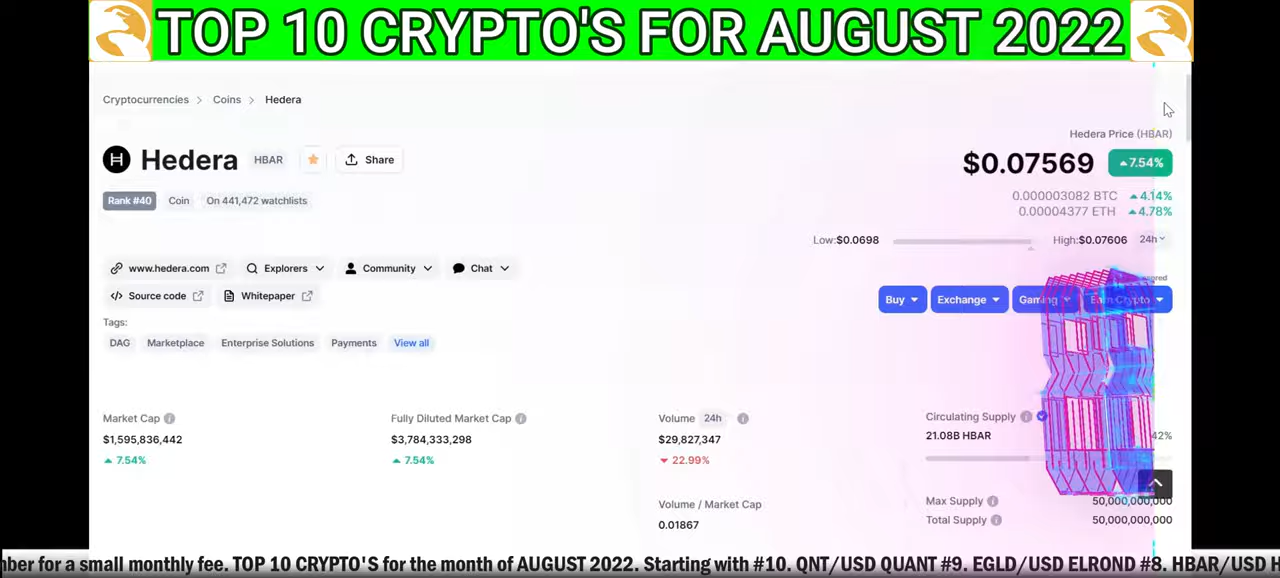 TOP 10 CRYPTO'S FOR AUGUST 2022
Cryptocurrencies > Coins > Hedera
Hedera Price (HBAR)
Hedera HBAR Share
$0.07569 7.54%
Rank #40 Coin On 441,472 watchlists
0.000003082 BTC 4.14%
0.00004377 ETH 4.78%
Low:$0.0698 High:$0.07606 24h
www.hedera.com Explorers Community Chat
Source code Whitepaper
Buy Exchange Gaming Earn Crypto
Tags:
DAG Marketplace Enterprise Solutions Payments View all
Market Cap Fully Diluted Market Cap Volume 24h Circulating Supply
$1,595,836,442 $3,784,333,298 $29,827,347 21.08B HBAR 42%
7.54% 7.54% 22.99%
Volume / Market Cap
0.01867
Max Supply 50,000,000,000
Total Supply 50,000,000,000
for a small monthly fee. TOP 10 CRYPTO'S for the month of AUGUST 2022. Starting with #10. QNT/USD QUANT #9. EGLD/USD ELROND #8. HBAR/USD